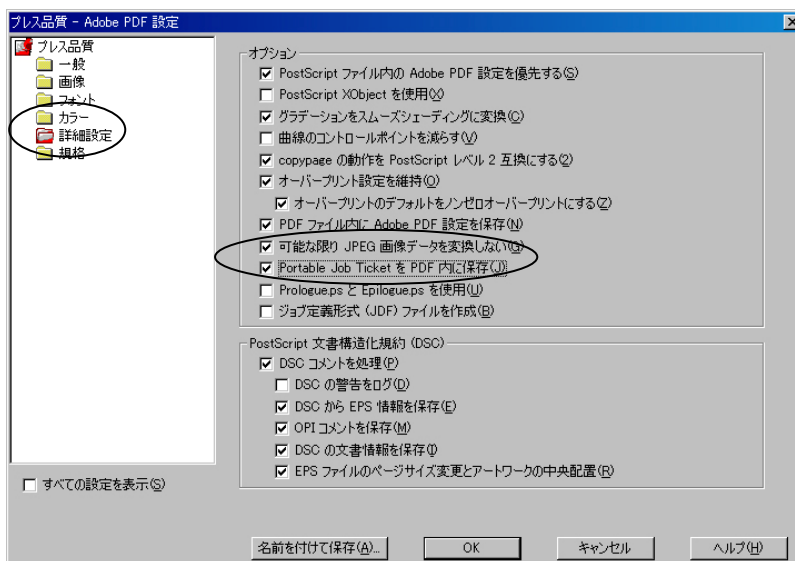 プレス品質 - Adobe PDF 設定
プレス品質
一般
画像
フォント
カラー
詳細設定
規格
すべての設定を表示(S)
オプション
PostScript ファイル内の Adobe PDF 設定を優先する(S)
PostScript XObject を使用(X)
グラデーションをスムーズシェーディングに変換(C)
曲線のコントロールポイントを減らす(V)
copypage の動作を PostScript レベル 2 互換にする(2)
オーバープリント設定を維持(O)
オーバープリントのデフォルトをノンゼロオーバープリントにする(Z)
PDF ファイル内に Adobe PDF 設定を保存(N)
可能な限り JPEG 画像データを変換しない(G)
Portable Job Ticket を PDF 内に保存(J)
Prologue.ps と Epilogue.ps を使用(U)
ジョブ定義形式 (JDF) ファイルを作成(B)
PostScript 文書構造化規約 (DSC)
DSC コメントを処理(P)
DSC の警告をログ(D)
DSC から EPS 情報を保存(E)
OPI コメントを保存(M)
DSC の文書情報を保存(I)
EPS ファイルのページサイズ変更とアートワークの中央配置(R)
名前を付けて保存(A)...
OK
キャンセル
ヘルプ(H)